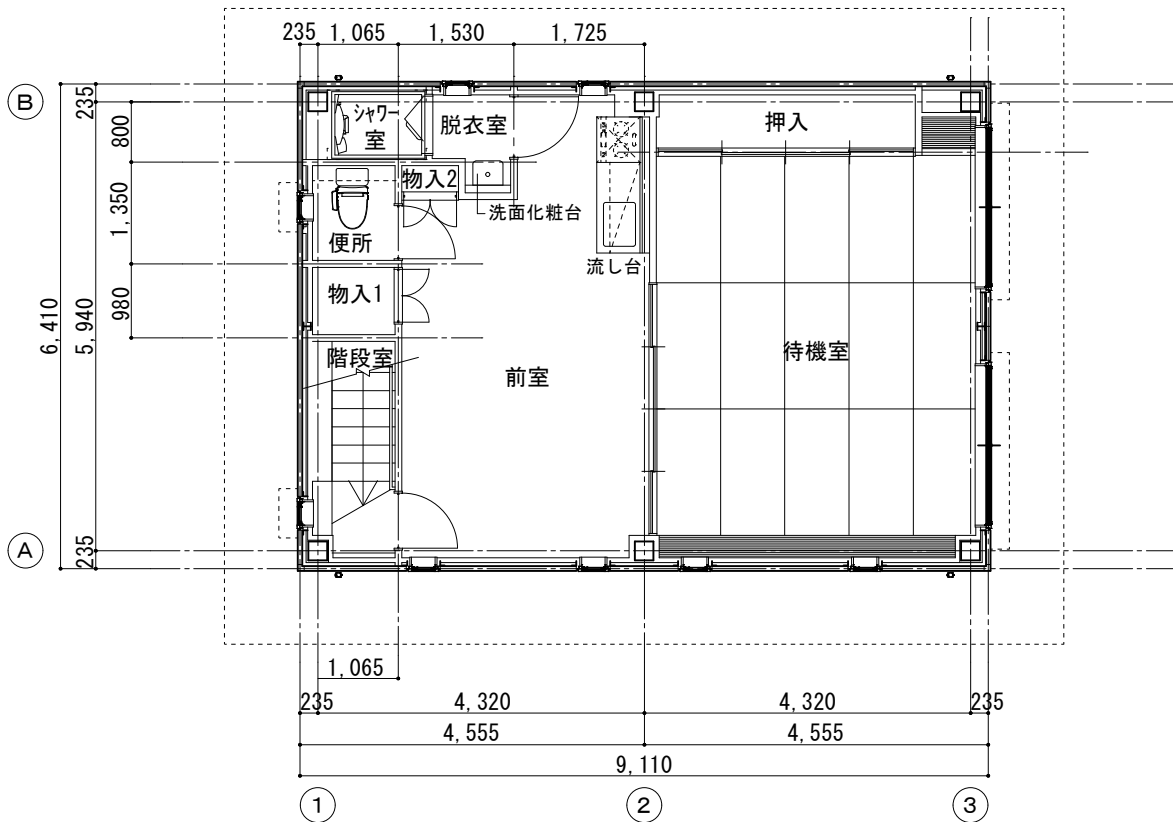 235 1,065 1,530 1,725
B
235
800
1,350
980
6,410
5,940
235
A
シャワー
室
脱衣室
押入
物入2
洗面化粧台
便所
流し台
物入1
階段室
前室
待機室
1,065
235 4,320 4,320 235
4,555 4,555
9,110
1 2 3